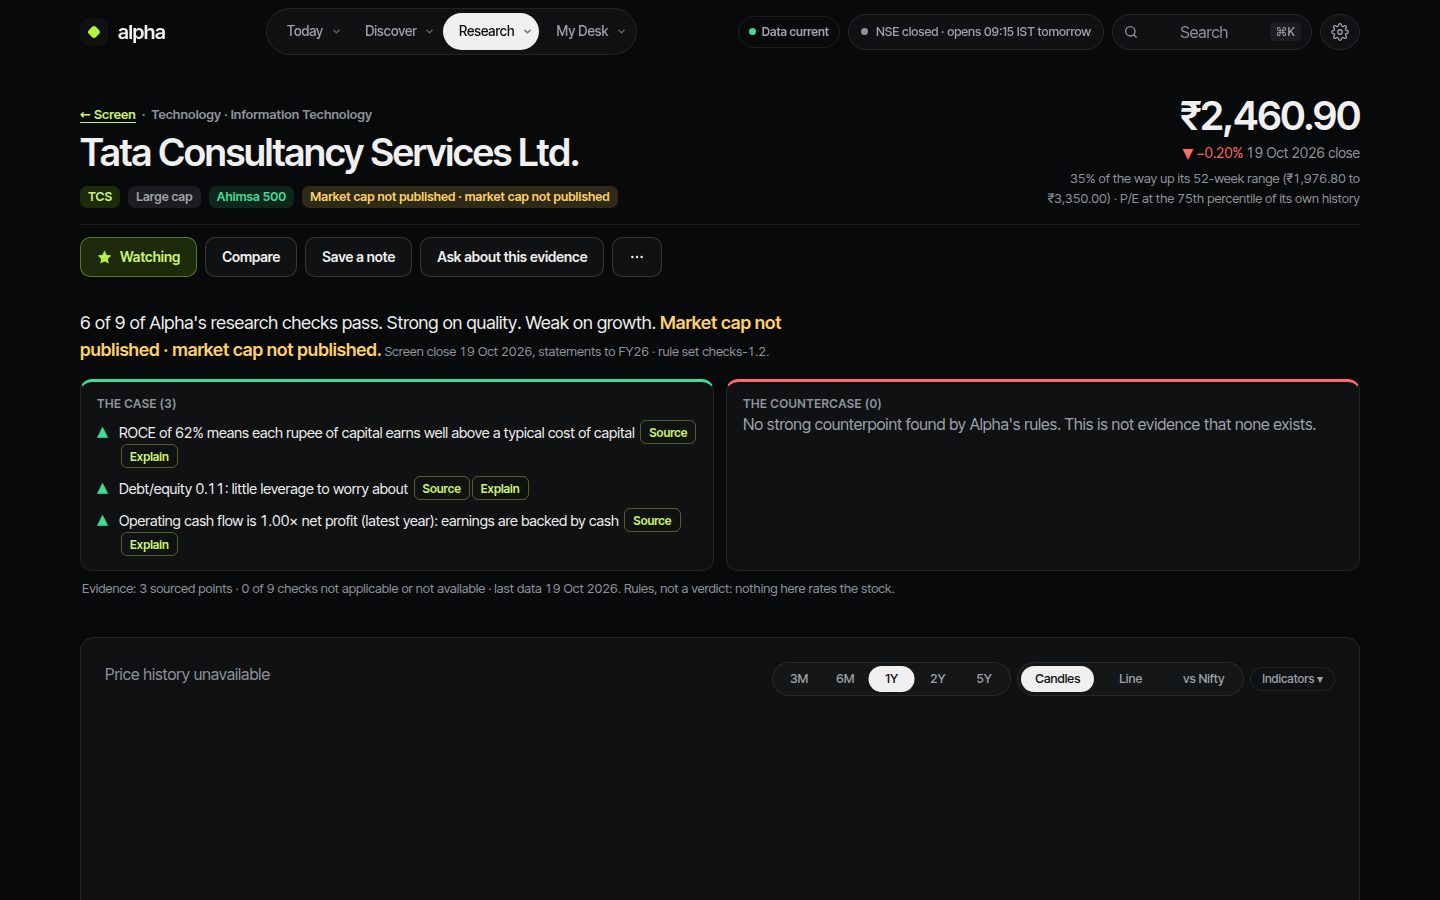 alpha
Today
Discover
Research
My Desk
Data current
NSE closed · opens 09:15 IST tomorrow
Search
⌘K
← Screen · Technology · Information Technology
Tata Consultancy Services Ltd.
TCS
Large cap
Ahimsa 500
Market cap not published · market cap not published
₹2,460.90
▼ −0.20% 19 Oct 2026 close
35% of the way up its 52-week range (₹1,976.80 to
₹3,350.00) · P/E at the 75th percentile of its own history
Watching
Compare
Save a note
Ask about this evidence
···
6 of 9 of Alpha's research checks pass. Strong on quality. Weak on growth. Market cap not
published · market cap not published. Screen close 19 Oct 2026, statements to FY26 · rule set checks-1.2.
THE CASE (3)
▲ ROCE of 62% means each rupee of capital earns well above a typical cost of capital Source
Explain
▲ Debt/equity 0.11: little leverage to worry about Source Explain
▲ Operating cash flow is 1.00× net profit (latest year): earnings are backed by cash Source
Explain
THE COUNTERCASE (0)
No strong counterpoint found by Alpha's rules. This is not evidence that none exists.
Evidence: 3 sourced points · 0 of 9 checks not applicable or not available · last data 19 Oct 2026. Rules, not a verdict: nothing here rates the stock.
Price history unavailable
3M
6M
1Y
2Y
5Y
Candles
Line
vs Nifty
Indicators ▾